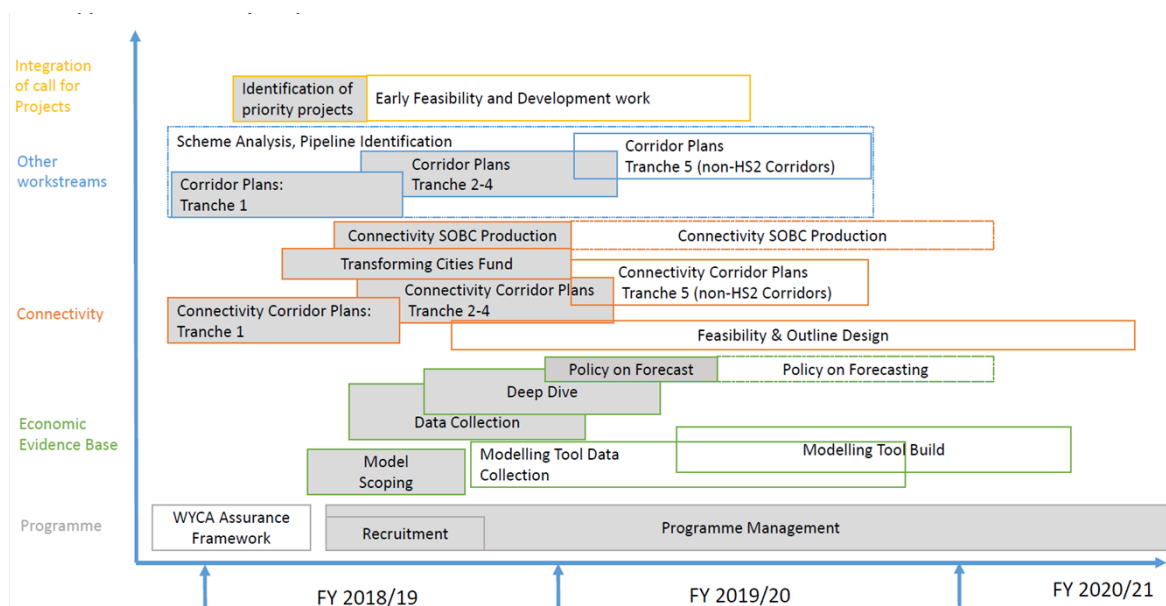 Integration
of call for
Projects
Identification of
priority projects
Early Feasibility and Development work
Other
workstreams
Scheme Analysis, Pipeline Identification
Corridor Plans
Tranche 5 (non-HS2 Corridors)
Corridor Plans
Tranche 2-4
Corridor Plans:
Tranche 1
Connectivity
Connectivity SOBC Production
Connectivity SOBC Production
Transforming Cities Fund
Connectivity Corridor Plans
Tranche 5 (non-HS2 Corridors)
Connectivity Corridor Plans
Tranche 2-4
Connectivity Corridor Plans:
Tranche 1
Feasibility & Outline Design
Economic
Evidence Base
Policy on Forecast
Policy on Forecasting
Deep Dive
Data Collection
Modelling Tool Build
Modelling Tool Data
Collection
Model
Scoping
Programme
WYCA Assurance
Framework
Recruitment
Programme Management
FY 2018/19
FY 2019/20
FY 2020/21